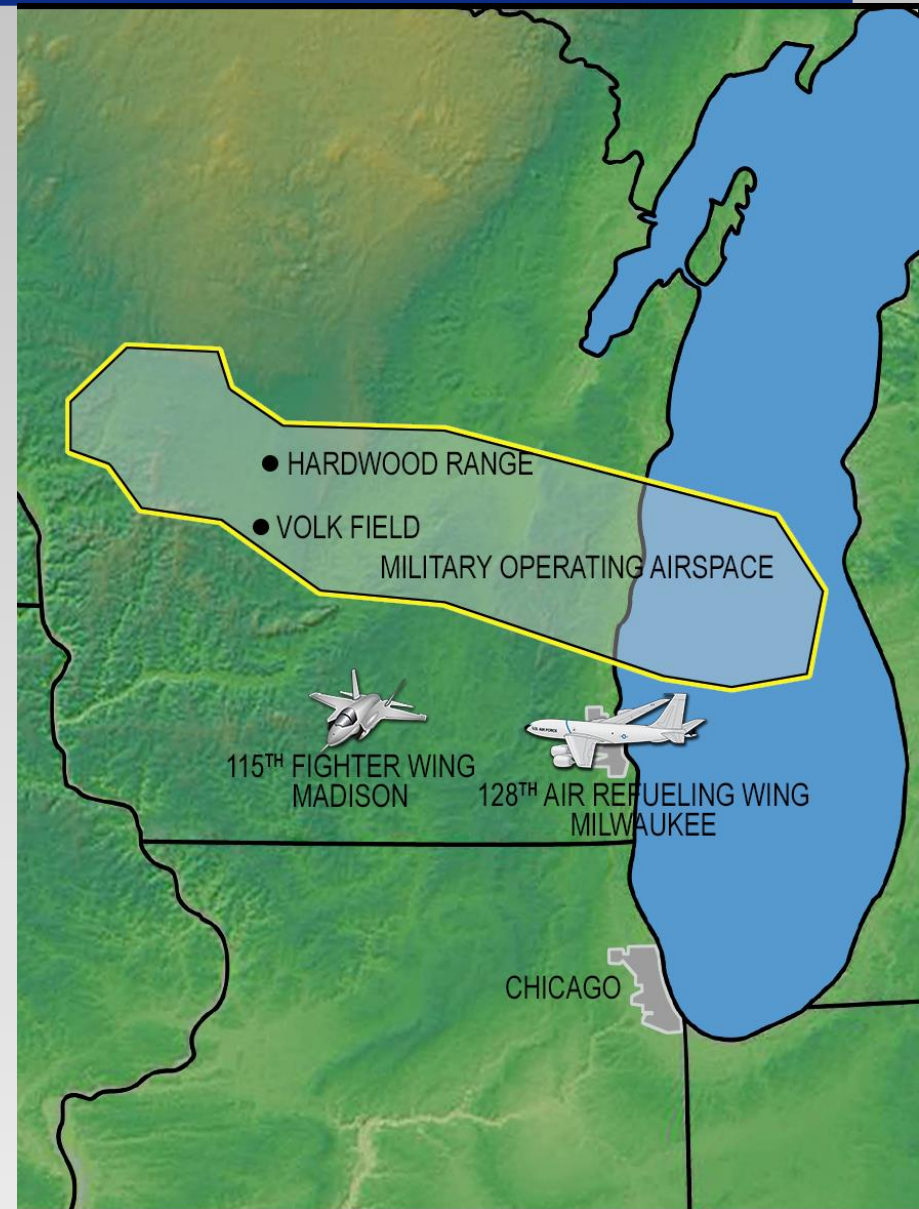 HARDWOOD RANGE
VOLK FIELD
MILITARY OPERATING AIRSPACE
115TH FIGHTER WING
MADISON
128TH AIR REFUELING WING
MILWAUKEE
CHICAGO